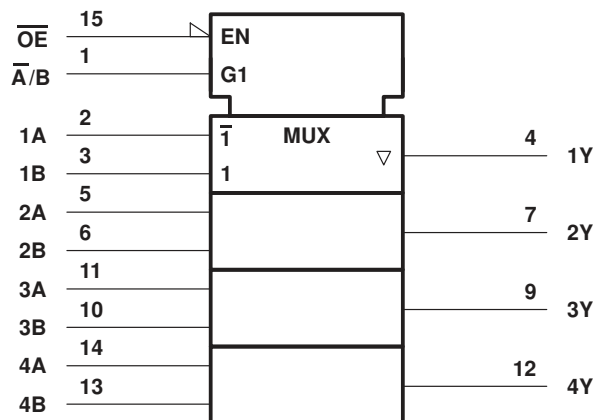 15
O̅E̅ EN
1
A̅/B G1
2
1A 1̅ MUX 4
3 1Y
1B 1
5
2A 7
6 2Y
2B
11
3A 9
10 3Y
3B
14
4A 12
13 4Y
4B